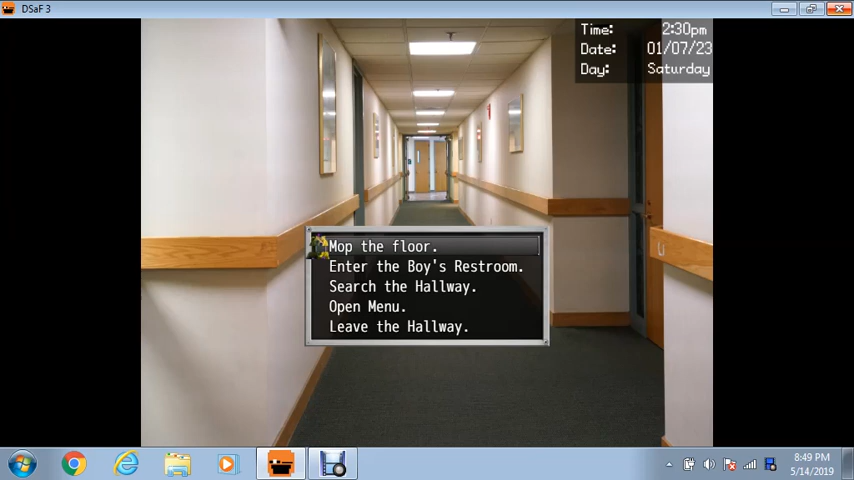 DSaF 3
Time: 2:30pm
Date: 01/07/23
Day: Saturday
Mop the floor.
Enter the Boy's Restroom.
Search the Hallway.
Open Menu.
Leave the Hallway.
8:49 PM
5/14/2019